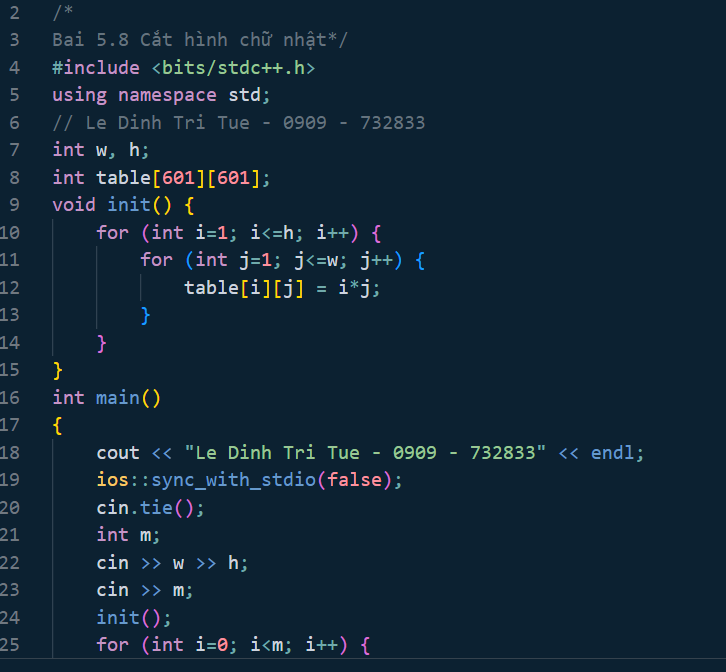 2 /*
3 Bai 5.8 Cắt hình chữ nhật*/
4 #include <bits/stdc++.h>
5 using namespace std;
6 // Le Dinh Tri Tue - 0909 - 732833
7 int w, h;
8 int table[601][601];
9 void init() {
10     for (int i=1; i<=h; i++) {
11         for (int j=1; j<=w; j++) {
12             table[i][j] = i*j;
13         }
14     }
15 }
16 int main()
17 {
18     cout << "Le Dinh Tri Tue - 0909 - 732833" << endl;
19     ios::sync_with_stdio(false);
20     cin.tie();
21     int m;
22     cin >> w >> h;
23     cin >> m;
24     init();
25     for (int i=0; i<m; i++) {